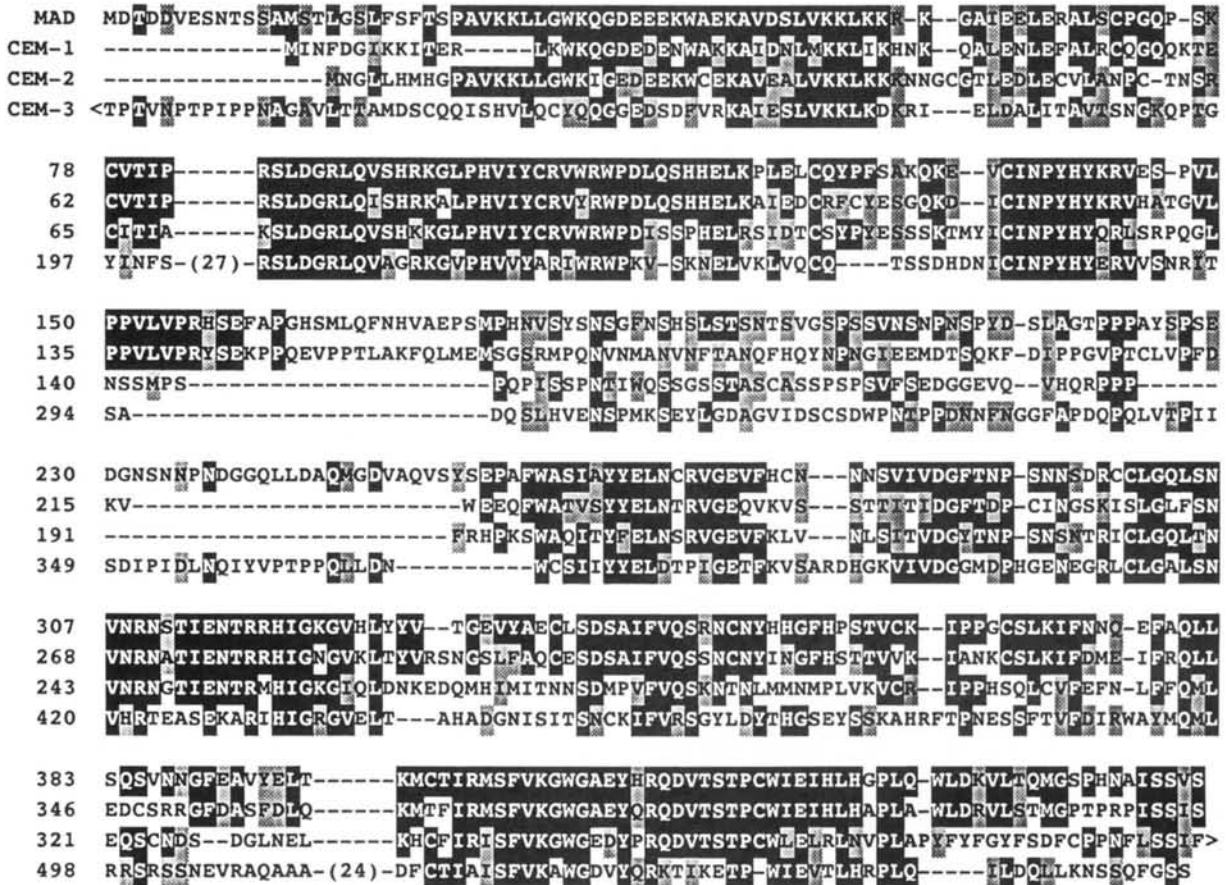 MAD MDTDDVESNTSSAMSTLGSLFSFTSPAVKKLLGWKQGDEEEKWAEKAVDSLVKKLKKR-K--GAIEELERALSCPGQP-SK
CEM-1 --------------MINFDGIKKITER-----LKWKQGDEDENWAKKAIDNLMKKLIKHNK--QALENLEFALRCQGQQKTE
CEM-2 -----------------MNGLLHMHGPAVKKLLGWKIGEDEEKWCEKAVEALVKKLKKKNNGCGTLEDLECVLANPC-TNSR
CEM-3 <TPTVNPTPIPPNAGAVLTTAMDSCQQISHVLQCYQQGGEDSDFVRKAIESLVKKLKDKRI--ELDALITAVTSNGKQPTG
78 CVTIP------RSLDGRLQVSHRKGLPHVIYCRVWRWPDLQSHHELKPLELCQYPFSAKQKE--VCINPYHYKRVES-PVL
62 CVTIP------RSLDGRLQISHRKALPHVIYCRVYRWPDLQSHHELKAIEDCRFCYESGQKD--ICINPYHYKRVHATGVL
65 CITIA------KSLDGRLQVSHKKGLPHVIYCRVWRWPDISSPHELRSIDTCSYPYESSSKTMYICINPYHYQRLSRPQGL
197 YINFS-(27)-RSLDGRLQVAGRKGVPHVVYARIWRWPKV-SKNELVKLVQCQ----TSSDHDNICINPYHYERVVSNRIT
150 PPVLVPRHSEFAPGHSMLQFNHVAEPSMPHNVSYSNSGFNSHSLSTSNTSVGSPSSVNSNPNSPYD-SLAGTPPPAYSPSE
135 PPVLVPRYSEKPPQEVPPTLAKFQLMEMSGSRMPQNVNMANVNFTANQFHQYNPNGIEEMDTSQKF-DIPPGVPTCLVPFD
140 NSSMPS----------------------PQPISSPNTIWQSSGSSTASCASSPSPSVFSEDGGEVQ--VHQRPPP------
294 SA--------------------------DQSLHVENSPMKSEYLGDAGVIDSCSDWPNTPPDNNFNGGFAPDQPQLVTPII
230 DGNSNNPNDGGQLLDAQMGDVAQVSYSEPAFWASIAYYELNCRVGEVFHCN---NNSVIVDGFTNP-SNNSDRCCLGQLSN
215 KV------------------------WEEQFWATVSYYELNTRVGEQVKVS---STTITIDGFTDP-CINGSKISLGLFSN
191 -------------------------FRHPKSWAQITYFELNSRVGEVFKLV---NLSITVDGYTNP-SNSNTRICLGQLTN
349 SDIPIDLNQIYVPTPPQLLDN----------WCSIIYYELDTPIGETFKVSARDHGKVIVDGGMDPHGENEGRLCLGALSN
307 VNRNSTIENTRRHIGKGVHLYYV--TGEVYAECLSDSAIFVQSRNCNYHHGFHPSTVCK--IPPGCSLKIFNNQ-EFAQLL
268 VNRNATIENTRRHIGNGVKLTYVRSNGSLFAQCESDSAIFVQSSNCNYINGFHSTTVVK--IANKCSLKIFDME-IFRQLL
243 VNRNGTIENTRMHIGKGIQLDNKEDQMHIMITNNSDMPVFVQSKNTNLMMNMPLVKVCR--IPPHSQLCVFEFN-LFFQML
420 VHRTEASEKARIHIGRGVELT---AHADGNISITSNCKIFVRSGYLDYTHGSEYSSKAHRFTPNESSFTVFDIRWAYMQML
383 SQSVNNGFEAVYELT------KMCTIRMSFVKGWGAEYHRQDVTSTPCWIEIHLHGPLQ-WLDKVLTQMGSPHNAISSVS
346 EDCSRRGFDASFDLQ------KMTFIRMSFVKGWGAEYQRQDVTSTPCWIEIHLHAPLA-WLDRVLSTMGPTPRPISSIS
321 EQSCNDS--DGLNEL------KHCFIRISFVKGWGEDYPRQDVTSTPCWLELRLNVPLAPYFYFGYFSDFCPPNFLSSIF>
498 RRSRSSNEVRAQAAA-(24)-DFCTIAISFVKAWGDVYQRKTIKETP-WIEVTLHRPLQ----ILDQLLKNSSQFGSS